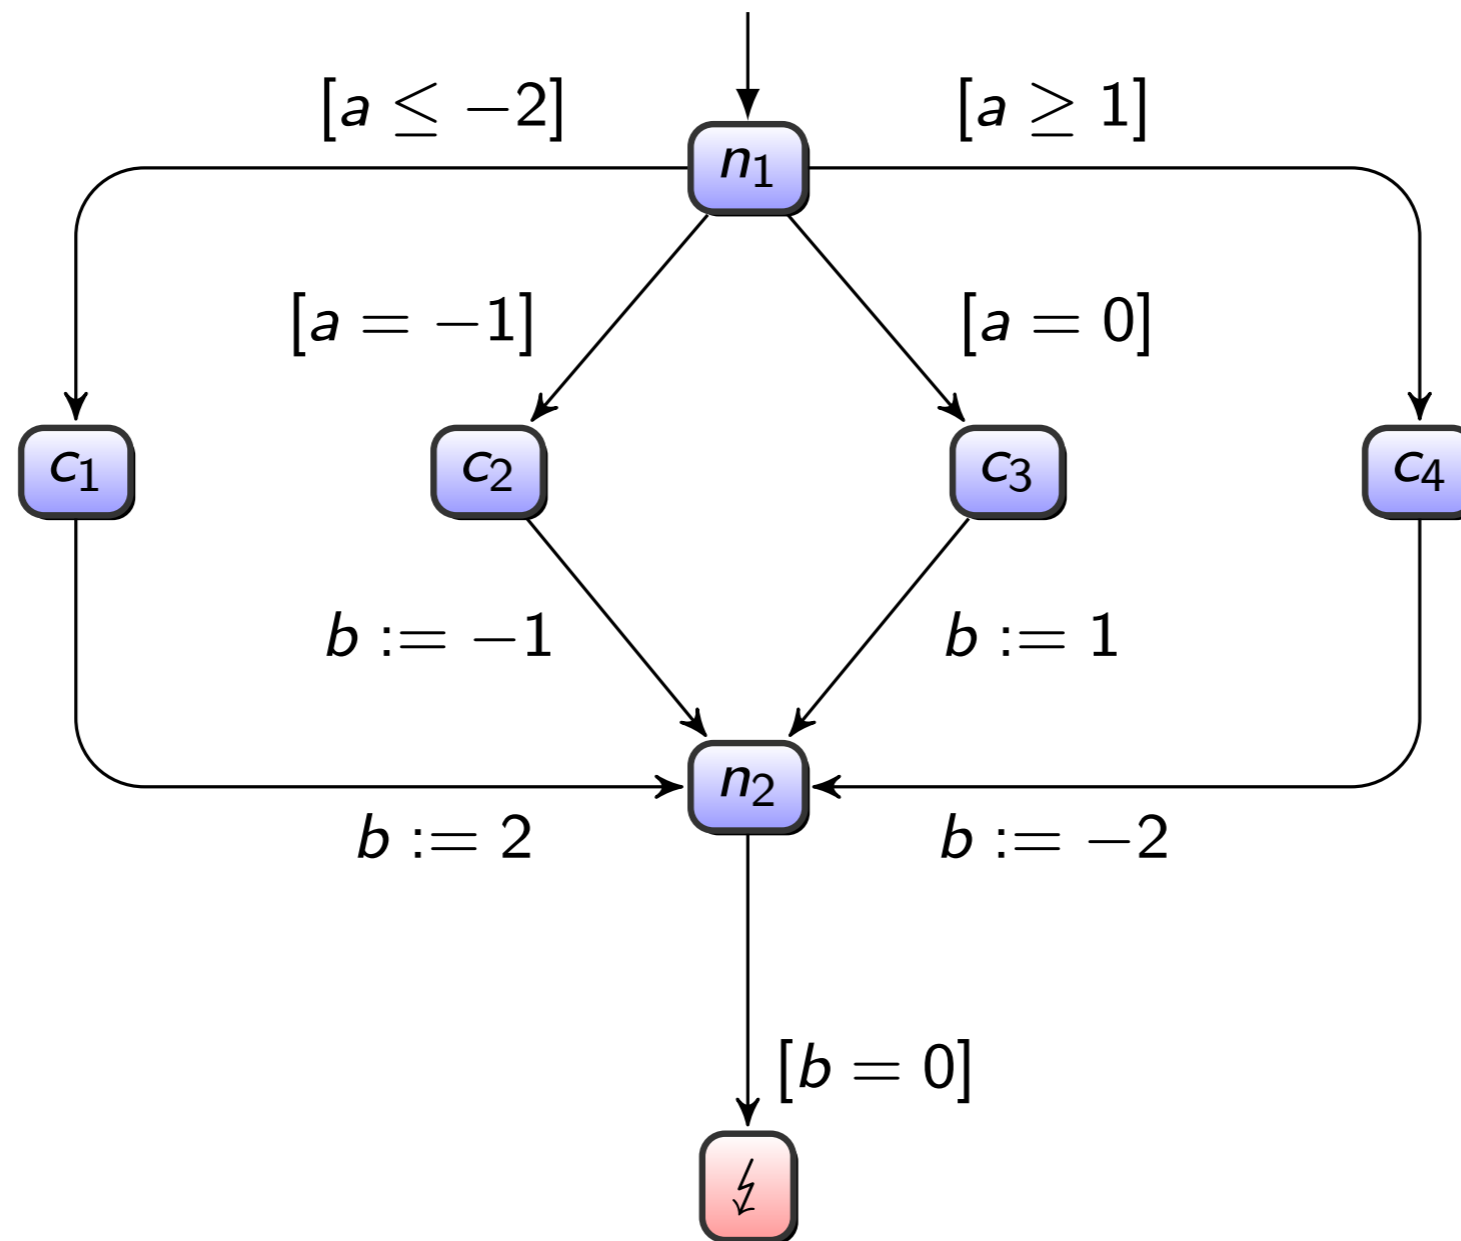 [a ≤ −2]
[a ≥ 1]
n₁
[a = −1]
[a = 0]
c₁
c₂
c₃
c₄
b := −1
b := 1
n₂
b := 2
b := −2
[b = 0]